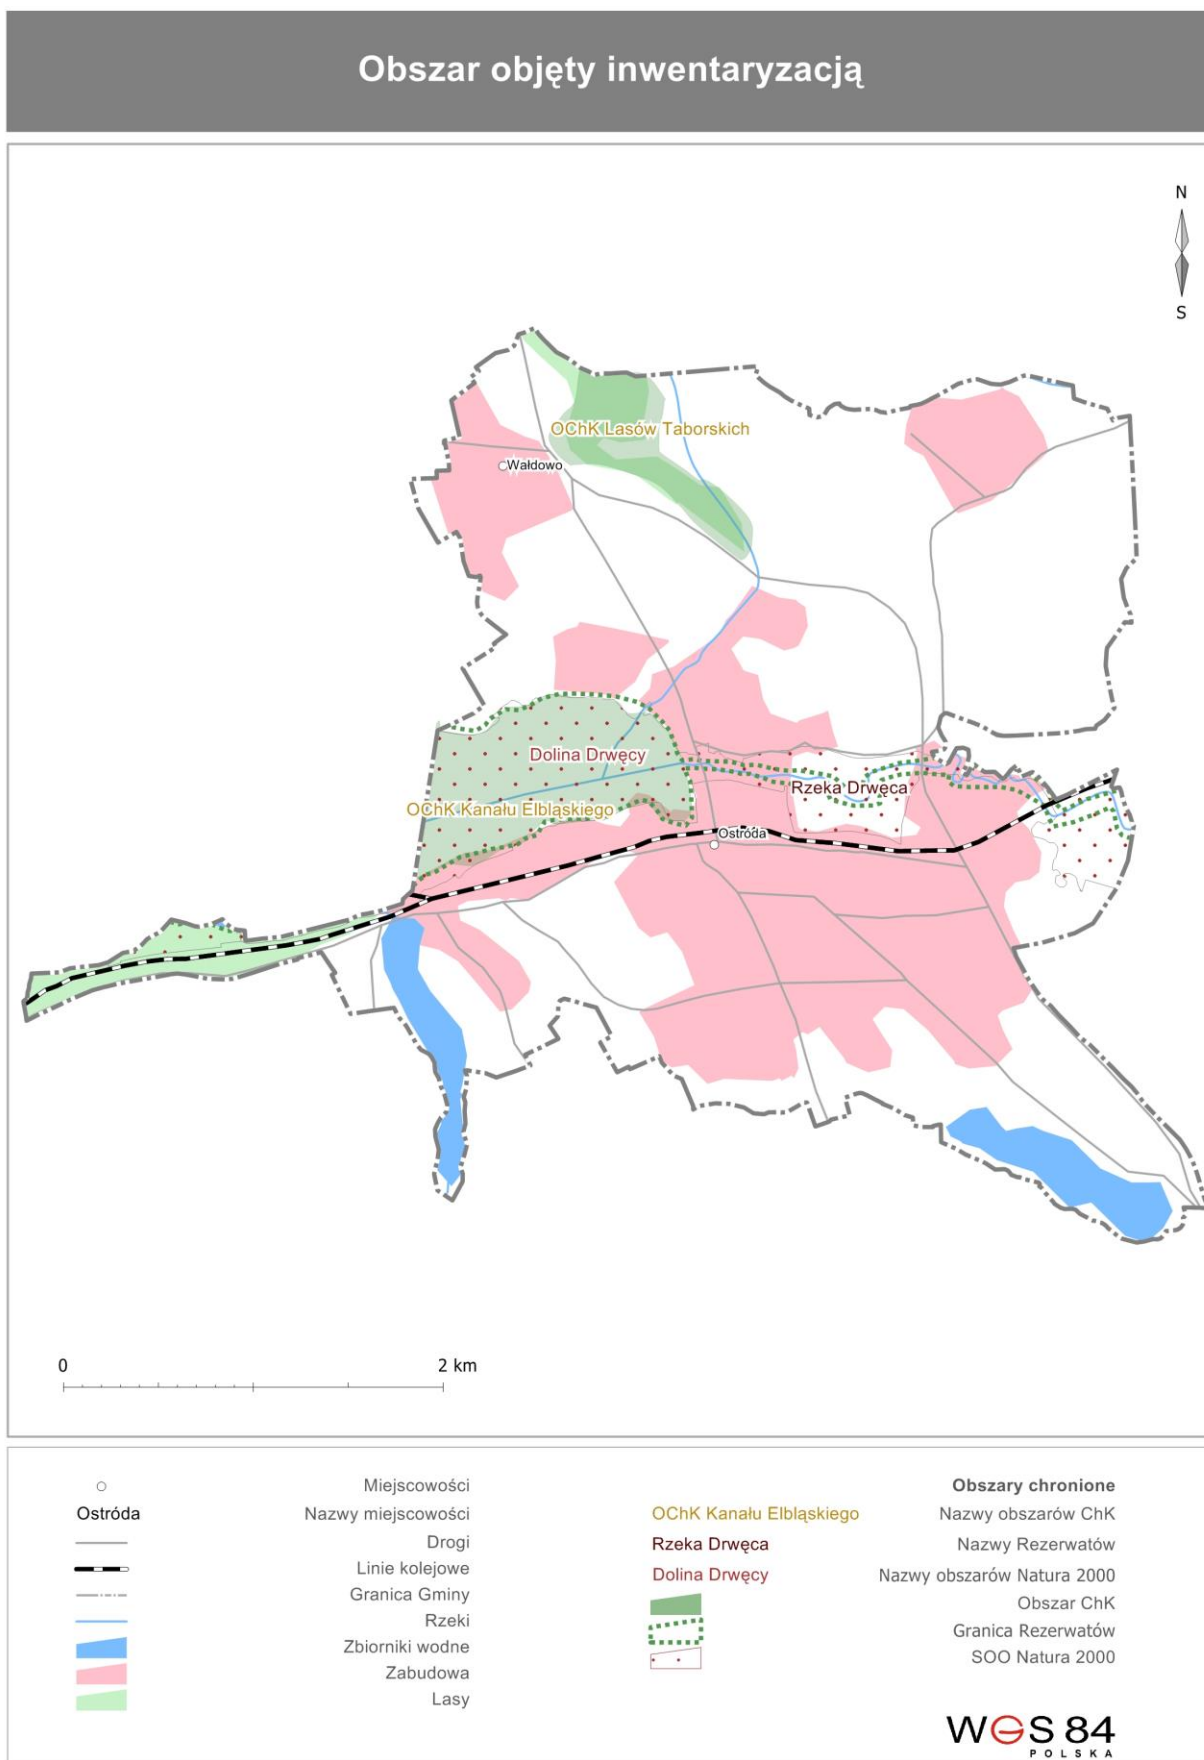 Obszar objęty inwentaryzacją
N
S
OChK Lasów Taborskich
Wałdowo
Dolina Drwęcy
Rzeka Drwęca
OChK Kanału Elbląskiego
Ostróda
0 2 km
Miejscowości
Ostróda Nazwy miejscowości
Drogi
Linie kolejowe
Granica Gminy
Rzeki
Zbiorniki wodne
Zabudowa
Lasy
Obszary chronione
OChK Kanału Elbląskiego Nazwy obszarów ChK
Rzeka Drwęca Nazwy Rezerwatów
Dolina Drwęcy Nazwy obszarów Natura 2000
Obszar ChK
Granica Rezerwatów
SOO Natura 2000
WGS 84
POLSKA